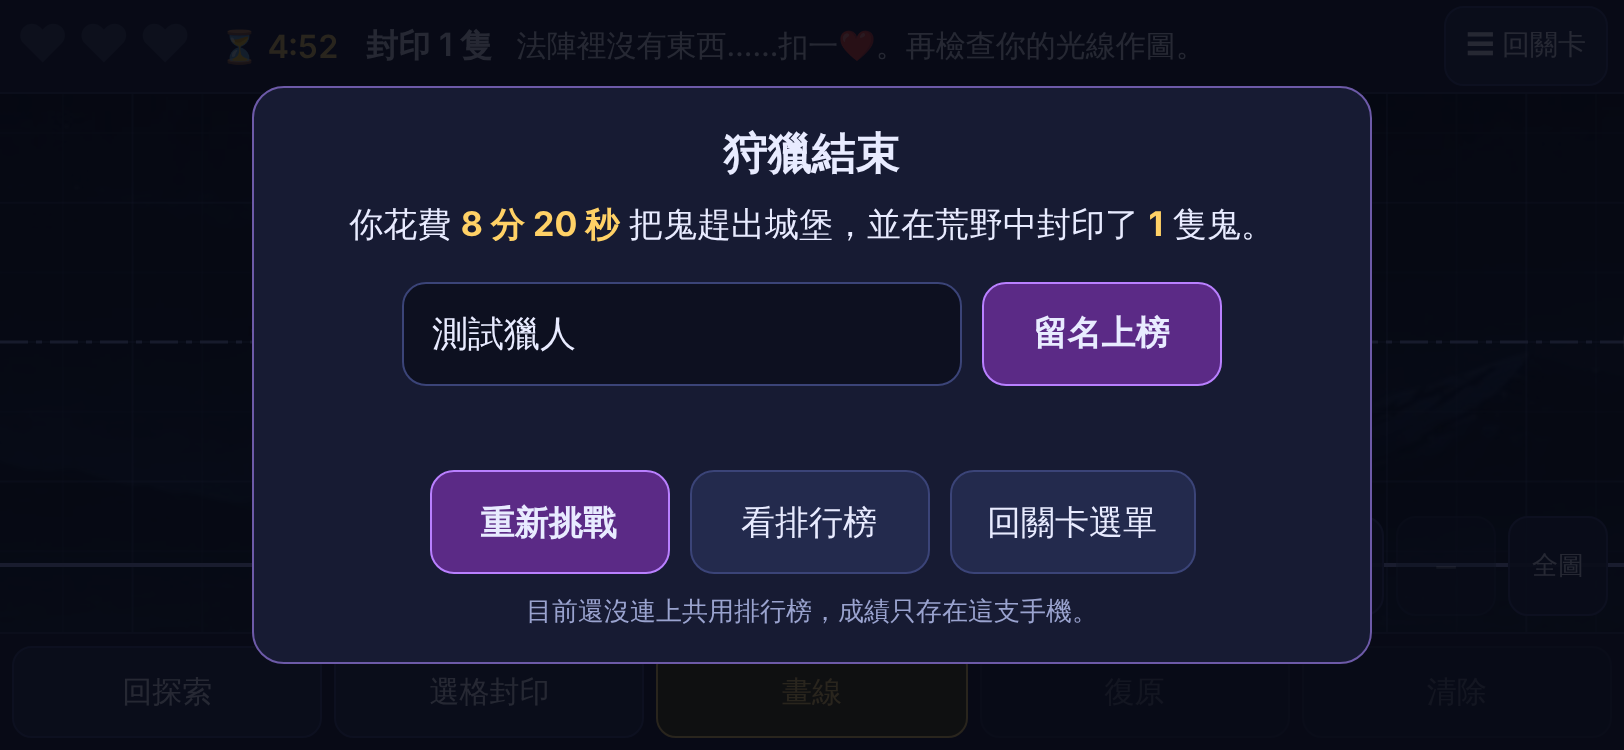 ⏳ 4:52 封印 1 隻 法陣裡沒有東西……扣一❤️。再檢查你的光線作圖。
☰ 回關卡
狩獵結束
你花費 8 分 20 秒 把鬼趕出城堡，並在荒野中封印了 1 隻鬼。
測試獵人
留名上榜
重新挑戰 看排行榜 回關卡選單
全圖
目前還沒連上共用排行榜，成績只存在這支手機。
回探索 選格封印 畫線 復原 清除